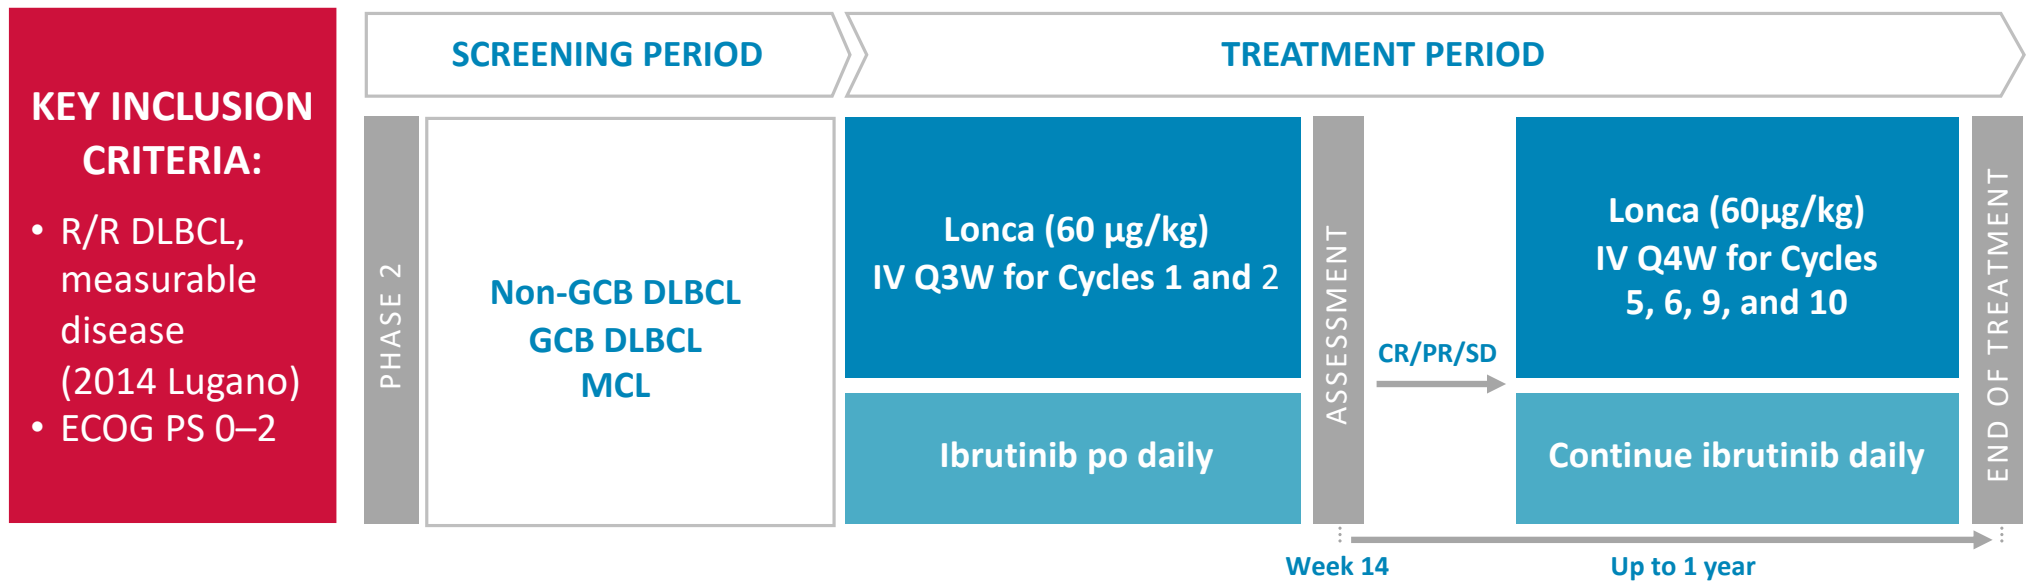 KEY INCLUSION
CRITERIA:
• R/R DLBCL,
measurable
disease
(2014 Lugano)
• ECOG PS 0–2
SCREENING PERIOD
TREATMENT PERIOD
PHASE 2
Non-GCB DLBCL
GCB DLBCL
MCL
Lonca (60 µg/kg)
IV Q3W for Cycles 1 and 2
Ibrutinib po daily
ASSESSMENT
CR/PR/SD
Lonca (60µg/kg)
IV Q4W for Cycles
5, 6, 9, and 10
Continue ibrutinib daily
END OF TREATMENT
Week 14
Up to 1 year